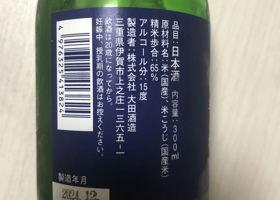 品目：日本酒 内容量：300ml
原材料名：米(国産)、米こうじ(国産米)
精米歩合：65%
アルコール分：15度
製造者：株式会社 大田酒造
三重県伊賀市上之庄一三六五ー一
飲酒は20歳になってから。
妊娠中、授乳期の飲酒はお控えください。
4976325413824
製造年月
2024.12